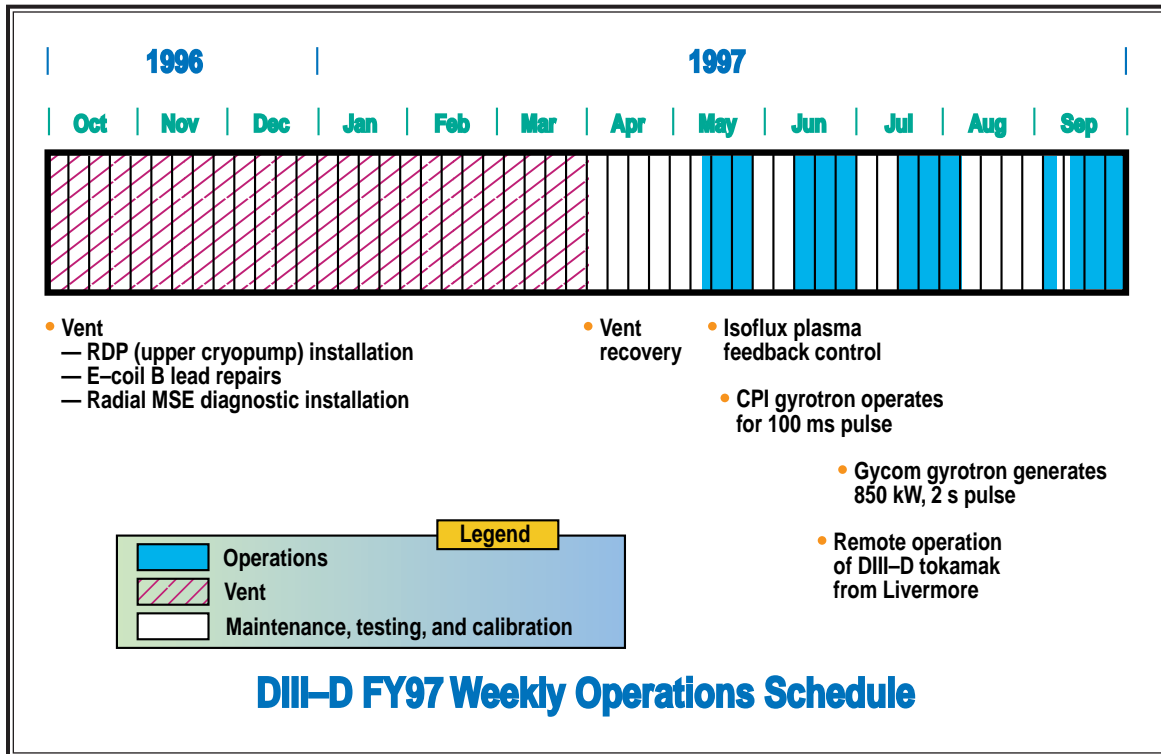 1996 1997
Oct Nov Dec Jan Feb Mar Apr May Jun Jul Aug Sep
• Vent
— RDP (upper cryopump) installation
— E–coil B lead repairs
— Radial MSE diagnostic installation
• Vent
recovery
• Isoflux plasma
feedback control
• CPI gyrotron operates
for 100 ms pulse
• Gycom gyrotron generates
850 kW, 2 s pulse
• Remote operation
of DIII–D tokamak
from Livermore
Legend
Operations
Vent
Maintenance, testing, and calibration
DIII–D FY97 Weekly Operations Schedule